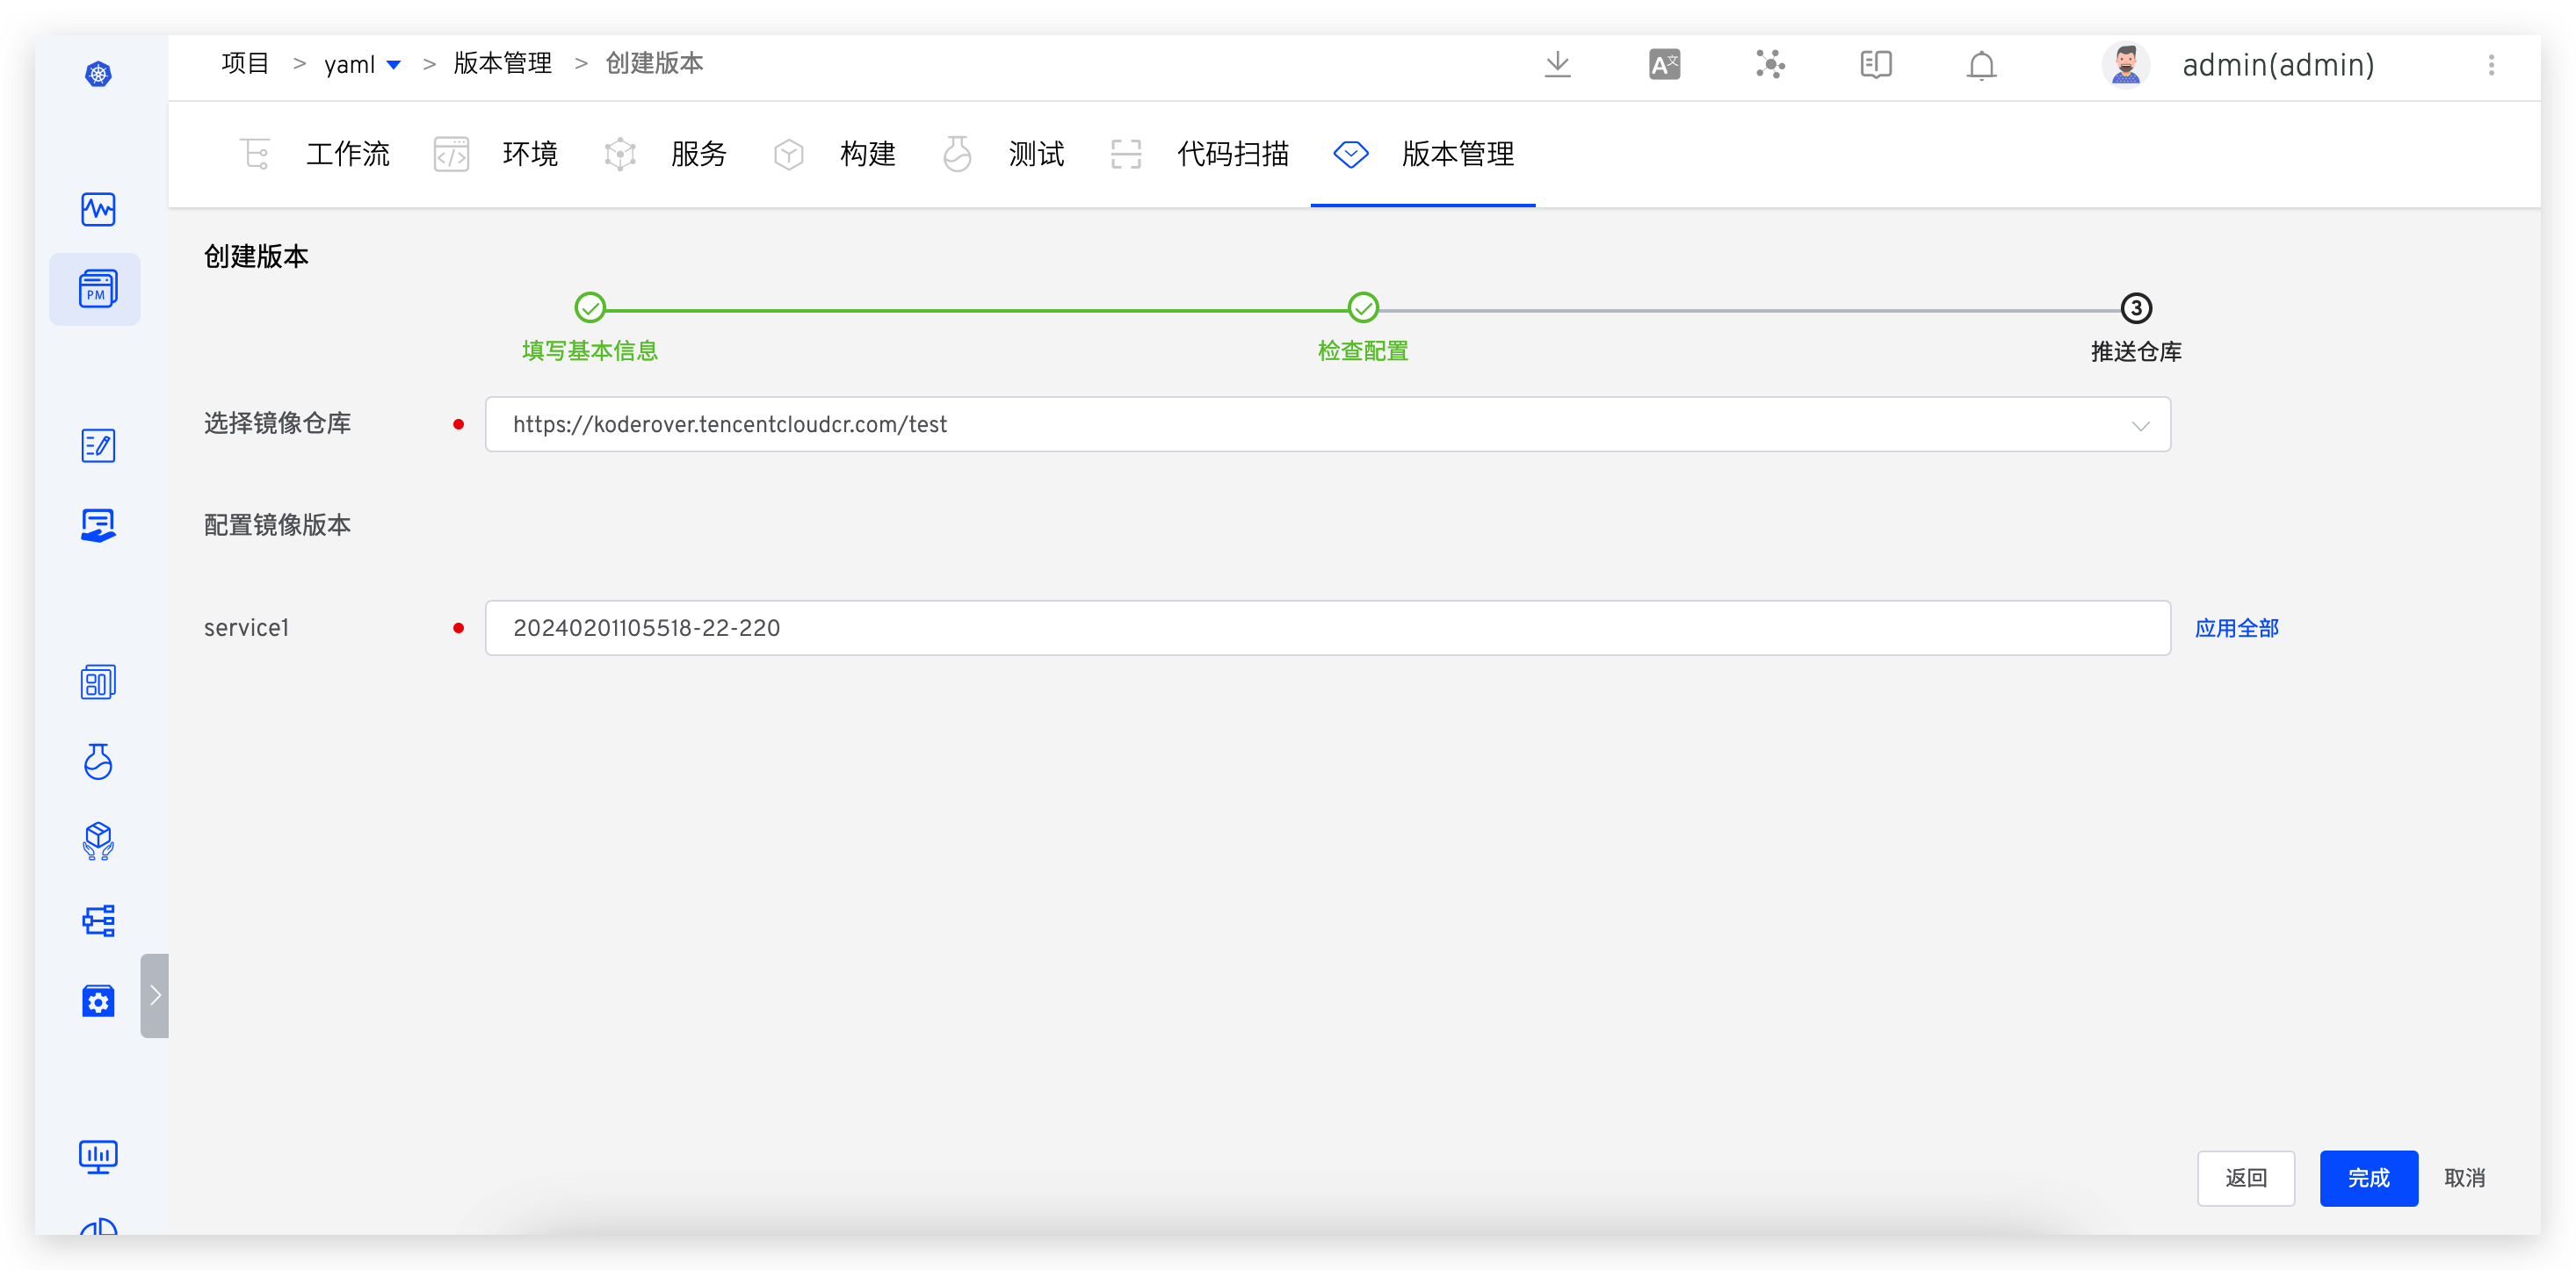 项目 > yaml > 版本管理 > 创建版本
admin(admin)
工作流 环境 服务 构建 测试 代码扫描 版本管理
PM
创建版本
3
填写基本信息 检查配置 推送仓库
选择镜像仓库 https://koderover.tencentcloudcr.com/test
配置镜像版本
service1 20240201105518-22-220 应用全部
返回 完成 取消